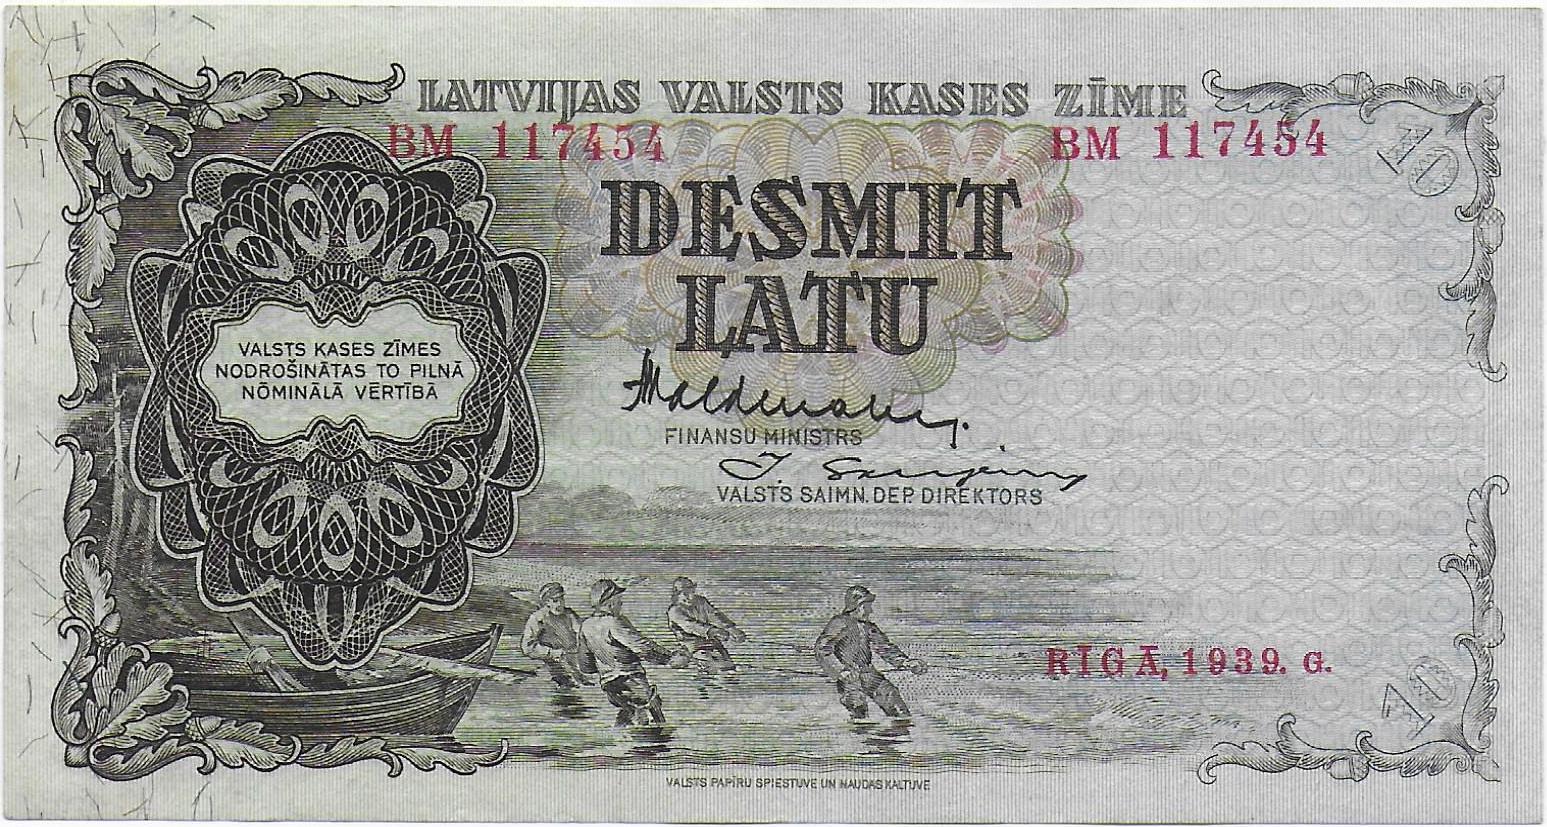 LATVIJAS VALSTS KASES ZĪME
BM 117454
BM 117454
10
DESMIT
LATU
VALSTS KASES ZĪMES
NODROŠINĀTAS TO PILNĀ
NŌMINĀLĀ VĒRTĪBĀ
FINANSU MINISTRS
VALSTS SAIMN. DEP. DIREKTORS
RĪGĀ, 1939. G.
10
VALSTS PAPĪRU SPIESTUVE UN NAUDAS KALTUVE